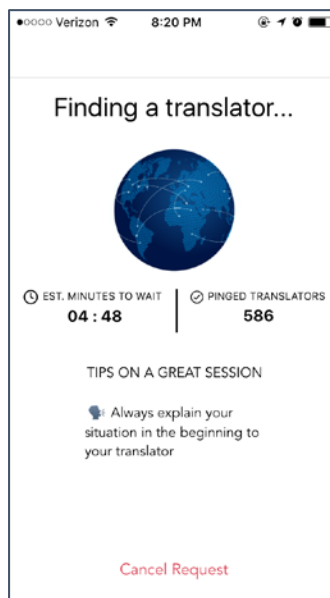 ●○○○○ Verizon 8:20 PM
Finding a translator...
EST. MINUTES TO WAIT
04 : 48
PINGED TRANSLATORS
586
TIPS ON A GREAT SESSION
Always explain your
situation in the beginning to
your translator
Cancel Request